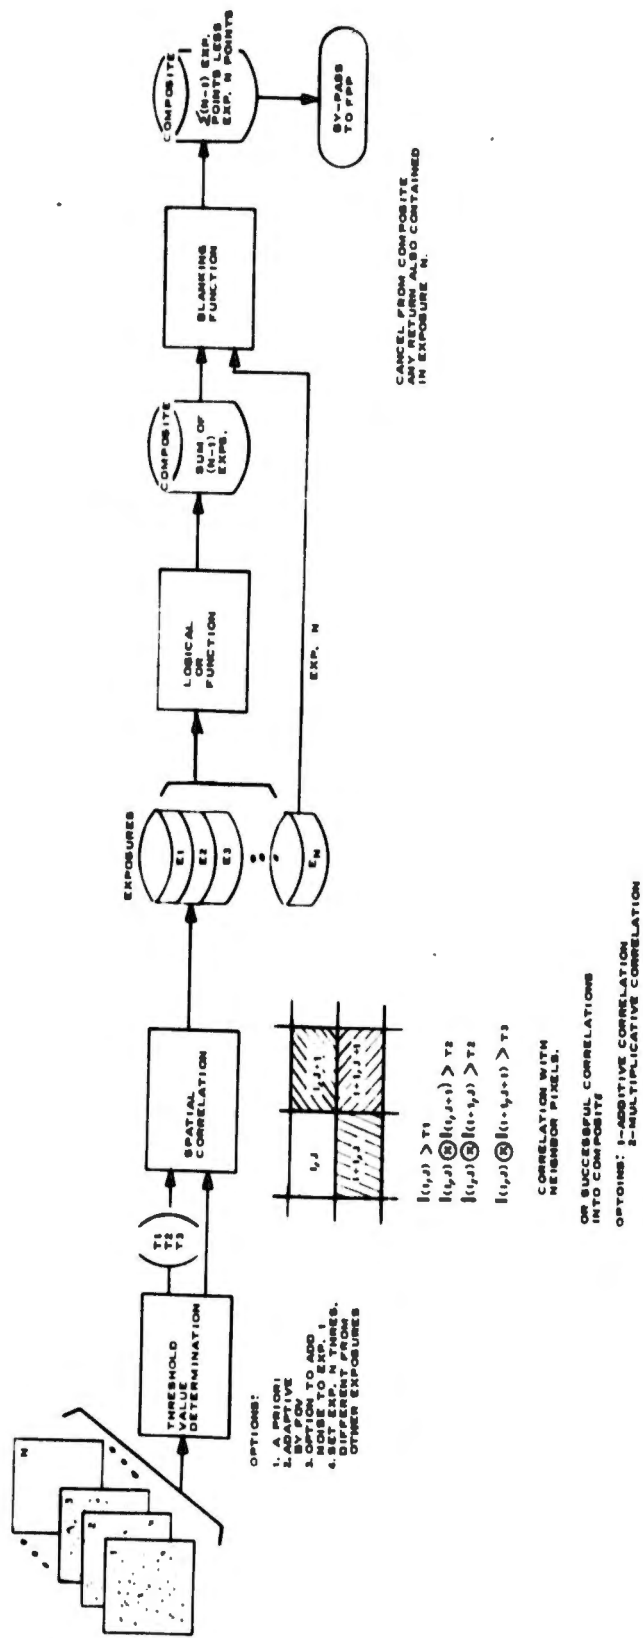 1
2
3
N
THRESHOLD
VALUE
DETERMINATION
OPTIONS:
1. A PRIORI
2. ADAPTIVE
BY FOV
3. OPTION TO ADD
NOISE TO EXP. 1
4. SET EXP. N THRES.
DIFFERENT FROM
OTHER EXPOSURES
T1
T2
T3
SPATIAL
CORRELATION
I,J
I,J+1
I+1,J
I+1,J+1
I(I,J) > T1
I(I,J) Ⓡ I(I,J+1) > T2
I(I,J) Ⓡ I(I+1,J) > T2
I(I,J) Ⓡ I(I+1,J+1) > T3
CORRELATION WITH
NEIGHBOR PIXELS.
OR SUCCESSFUL CORRELATIONS
INTO COMPOSITE
OPTOINS: 1-ADDITIVE CORRELATION
2-MULTIPLICATIVE CORRELATION
EXPOSURES
E1
E2
E3
EN
LOGICAL
OR
FUNCTION
EXP. N
COMPOSITE
SUM OF
(N-1)
EXPS.
BLANKING
FUNCTION
CANCEL FROM COMPOSITE
ANY RETURN ALSO CONTAINED
IN EXPOSURE N.
COMPOSITE
Σ(N-1) EXP.
POINTS LESS
EXP. N POINTS
BY-PASS
TO FPP